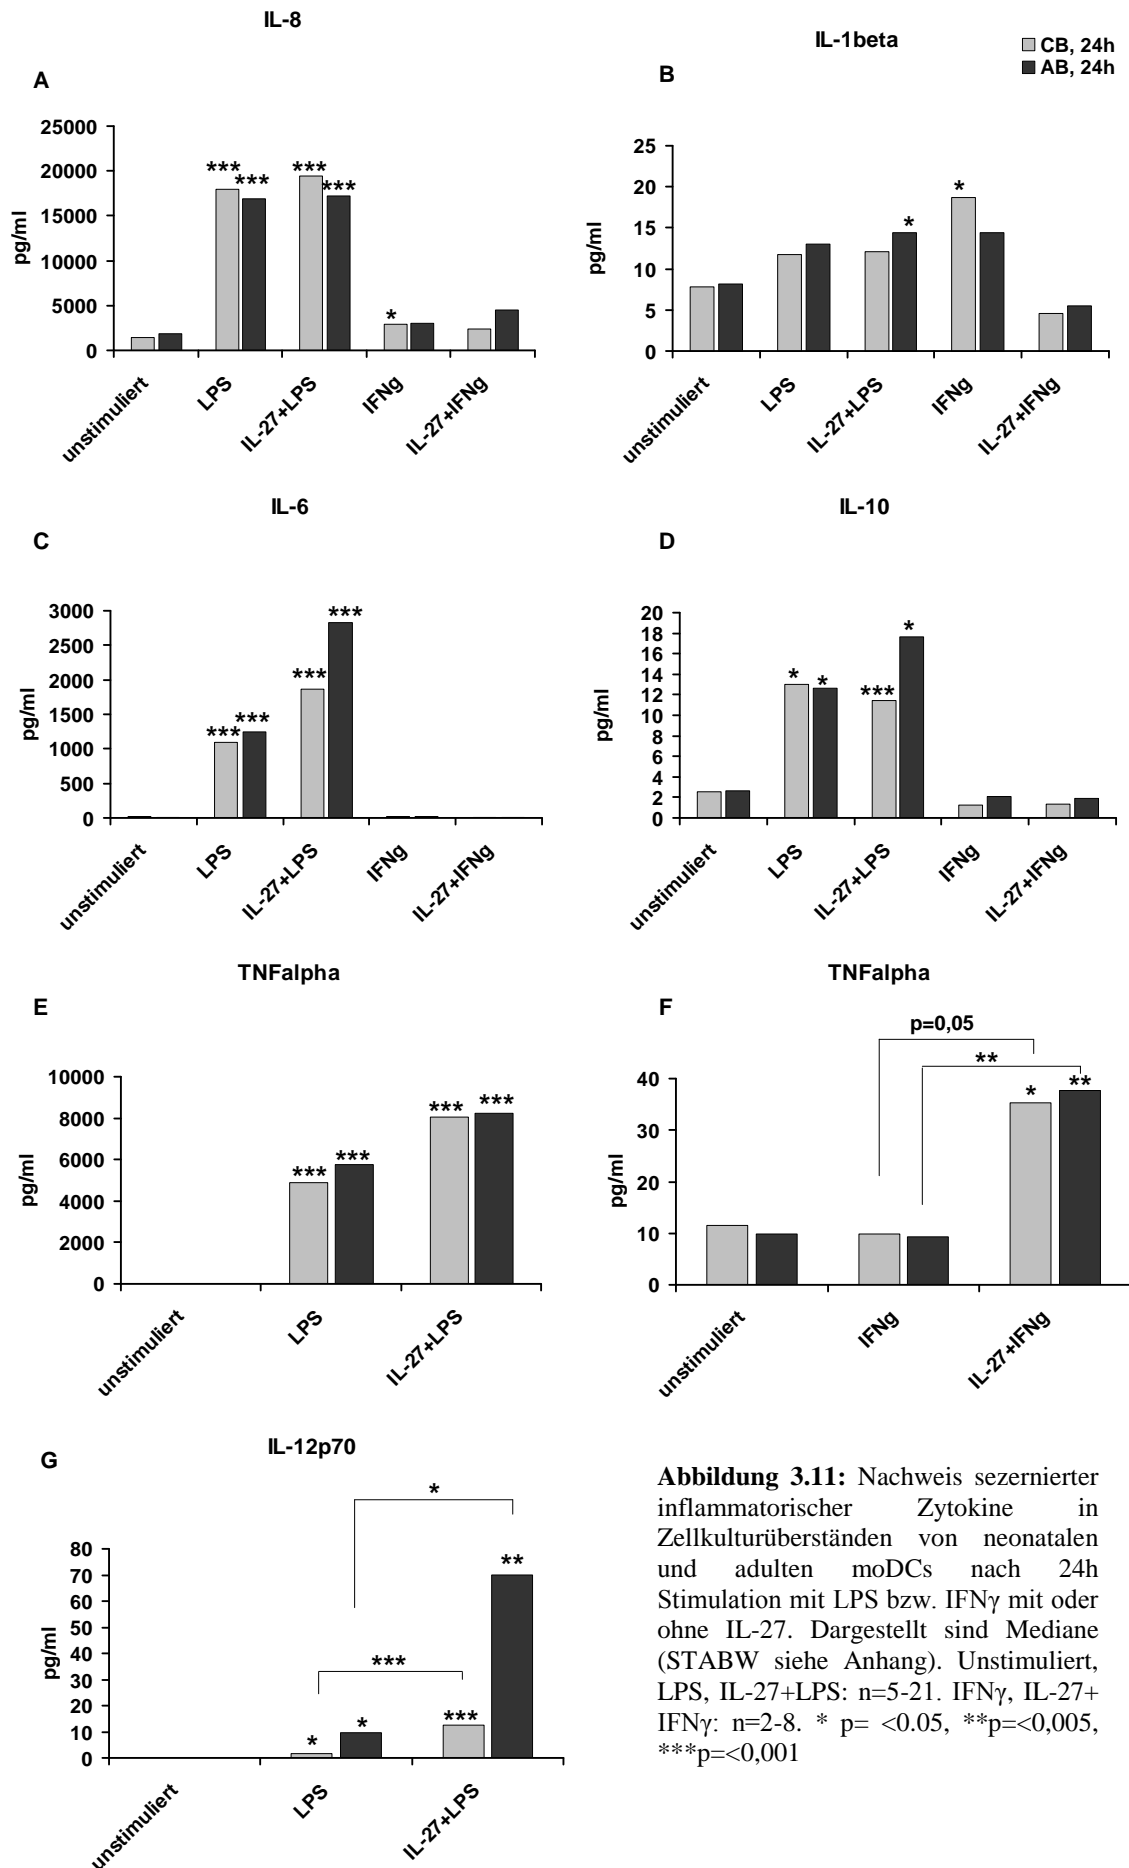 IL-8
IL-1beta
CB, 24h
AB, 24h
A
25000
20000
15000
10000
5000
0
pg/ml
*** *** *** *** *
unstimuliert
LPS
IL-27+LPS
IFNg
IL-27+IFNg
B
25
20
15
10
5
0
pg/ml
* *
unstimuliert
LPS
IL-27+LPS
IFNg
IL-27+IFNg
IL-6
C
3000
2500
2000
1500
1000
500
0
pg/ml
*** *** *** ***
unstimuliert
LPS
IL-27+LPS
IFNg
IL-27+IFNg
IL-10
D
20
18
16
14
12
10
8
6
4
2
0
pg/ml
* * *** *
unstimuliert
LPS
IL-27+LPS
IFNg
IL-27+IFNg
TNFalpha
E
10000
8000
6000
4000
2000
0
pg/ml
*** *** *** ***
unstimuliert
LPS
IL-27+LPS
TNFalpha
F
p=0,05
**
40
30
20
10
0
pg/ml
* **
unstimuliert
IFNg
IL-27+IFNg
IL-12p70
G
*
***
80
70
60
50
40
30
20
10
0
pg/ml
* * *** **
unstimuliert
LPS
IL-27+LPS
Abbildung 3.11: Nachweis sezernierter
inflammatorischer Zytokine in
Zellkulturüberständen von neonatalen
und adulten moDCs nach 24h
Stimulation mit LPS bzw. IFNγ mit oder
ohne IL-27. Dargestellt sind Mediane
(STABW siehe Anhang). Unstimuliert,
LPS, IL-27+LPS: n=5-21. IFNγ, IL-27+
IFNγ: n=2-8. * p= <0.05, **p=<0,005,
***p=<0,001